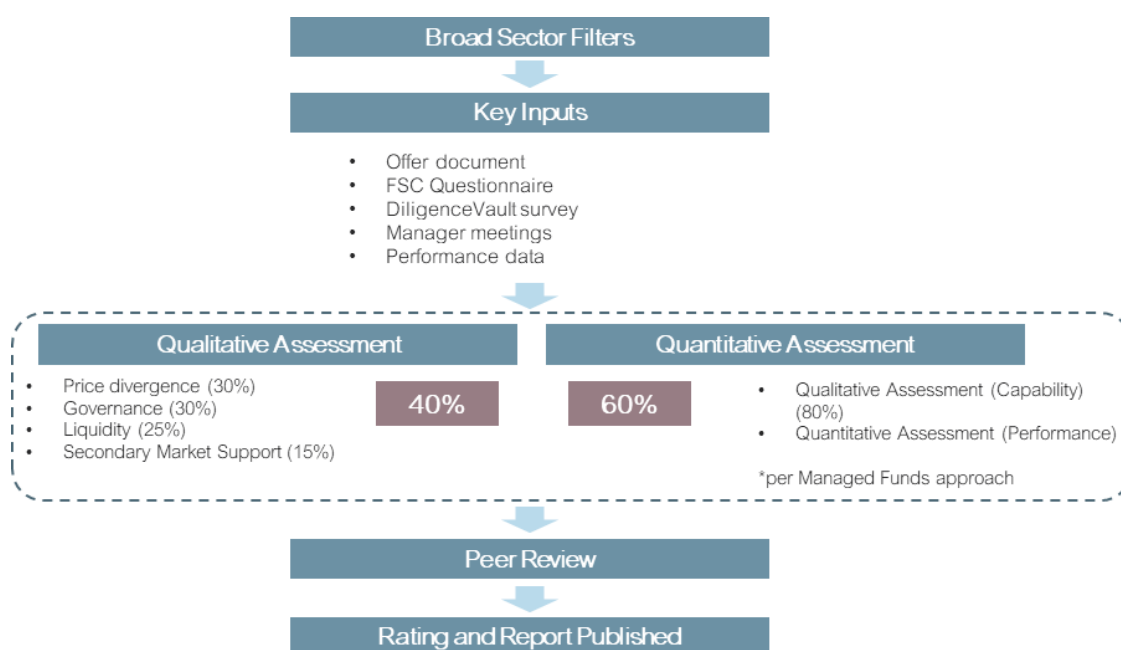 Broad Sector Filters
Key Inputs
• Offer document
• FSC Questionnaire
• DiligenceVault survey
• Manager meetings
• Performance data
Qualitative Assessment
• Price divergence (30%)
• Governance (30%)
• Liquidity (25%)
• Secondary Market Support (15%)
40%
Quantitative Assessment
60%
• Qualitative Assessment (Capability)
(80%)
• Quantitative Assessment (Performance)
*per Managed Funds approach
Peer Review
Rating and Report Published